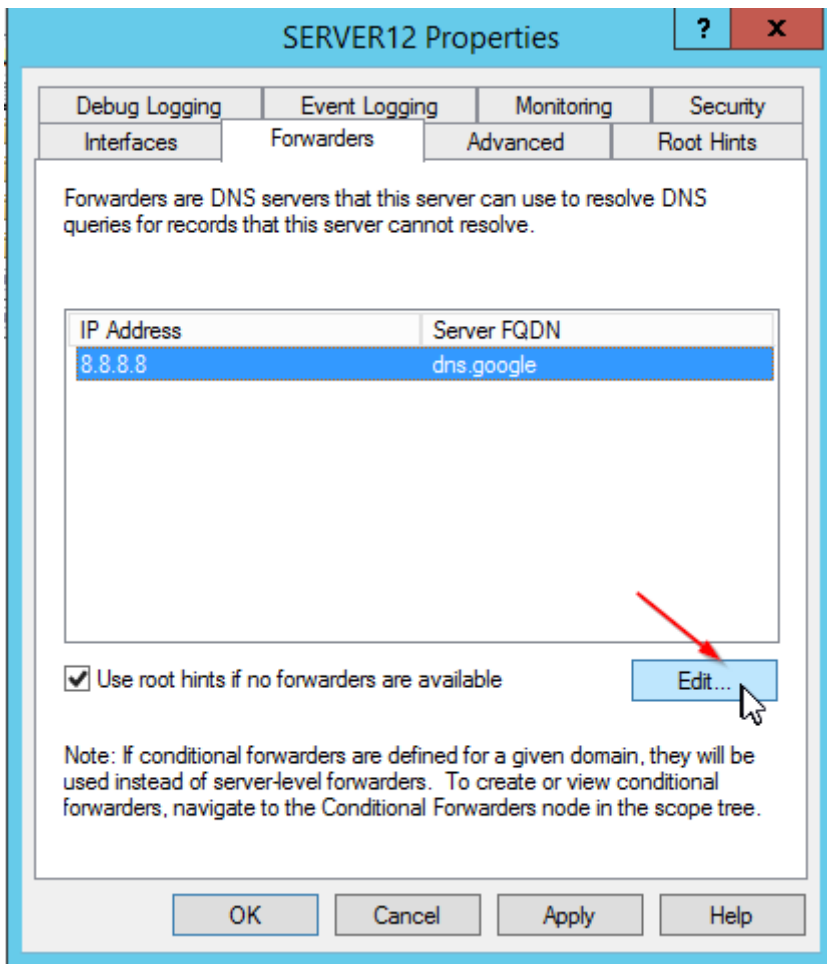 SERVER12 Properties
?
x
Debug Logging
Event Logging
Monitoring
Security
Interfaces
Forwarders
Advanced
Root Hints
Forwarders are DNS servers that this server can use to resolve DNS
queries for records that this server cannot resolve.
IP Address
Server FQDN
8.8.8.8
dns.google
Use root hints if no forwarders are available
Edit...
Note: If conditional forwarders are defined for a given domain, they will be
used instead of server-level forwarders. To create or view conditional
forwarders, navigate to the Conditional Forwarders node in the scope tree.
OK
Cancel
Apply
Help